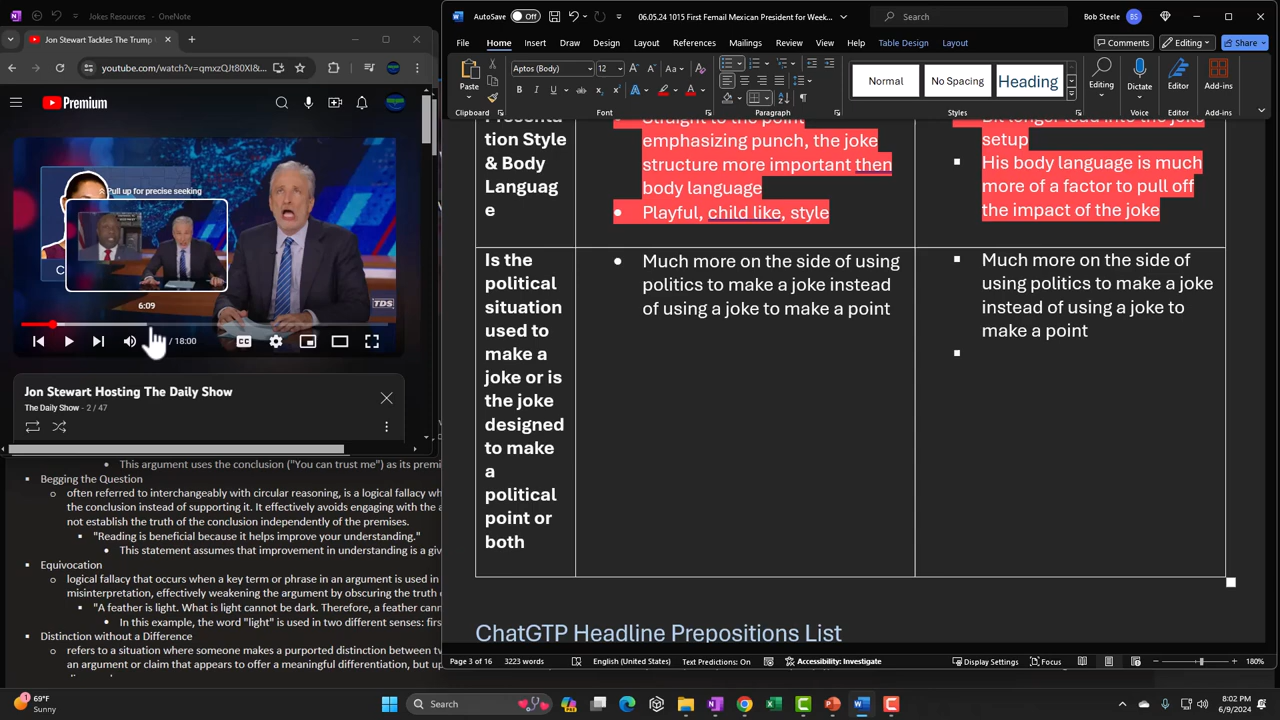 Jokes Resources - OneNote
Jon Stewart Tackles The Trump
youtube.com/watch?v=qmxzQJt80XI&...
Premium
Pull up for precise seeking
6:09
TDS
/ 18:00
CC
Jon Stewart Hosting The Daily Show
The Daily Show - 2 / 47
This argument uses the conclusion ("You can trust me") as its premi
Begging the Question
often referred to interchangeably with circular reasoning, is a logical fallacy wh
the conclusion instead of supporting it. It effectively avoids engaging with the a
not establish the truth of the conclusion independently of the premises.
"Reading is beneficial because it helps improve your understanding."
This statement assumes that improvement in understanding is a giv
Equivocation
logical fallacy that occurs when a key term or phrase in an argument is used in
misinterpretation, effectively weakening the argument by obscuring the truth o
"A feather is light. What is light cannot be dark. Therefore, a feather can
In this example, the word "light" is used in two different senses: firs
Distinction without a Difference
refers to a situation where someone makes a purported distinction between tw
an argument or claim that appears to offer a meaningful differentiation, but up
AutoSave Off
06.05.24 1015 First Femail Mexican President for Week...
Search
Bob Steele BS
File Home Insert Draw Design Layout References Mailings Review View Help Table Design Layout
Comments Editing Share
Paste
Aptos (Body) 12
Normal No Spacing Heading
Editing Dictate Editor Add-ins
Clipboard Font Paragraph Styles Voice Editor Add-ins
Presenta
tion Style
& Body
Languag
e
Straight to the point
emphasizing punch, the joke
structure more important then
body language
Playful, child like, style
Bit longer lead into the joke
setup
His body language is much
more of a factor to pull off
the impact of the joke
Is the
political
situation
used to
make a
joke or is
the joke
designed
to make
a
political
point or
both
Much more on the side of using
politics to make a joke instead
of using a joke to make a point
Much more on the side of
using politics to make a joke
instead of using a joke to
make a point
ChatGTP Headline Prepositions List
Page 3 of 16 3223 words English (United States) Text Predictions: On Accessibility: Investigate Display Settings Focus 180%
69°F
Sunny
Search
8:02 PM
6/9/2024